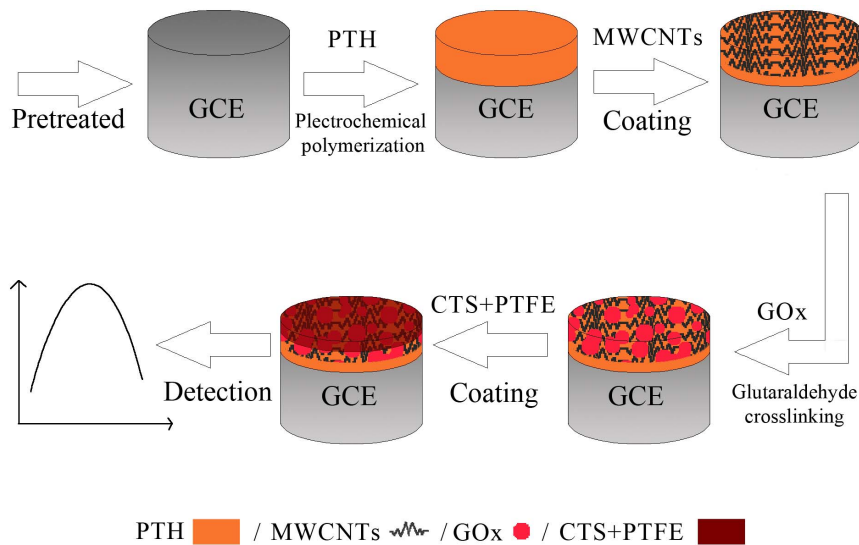 PTH
MWCNTs
GCE
GCE
GCE
Pretreated
Plectrochemical
polymerization
Coating
CTS+PTFE
GOx
GCE
GCE
Detection
Coating
Glutaraldehyde
crosslinking
PTH / MWCNTs / GOx / CTS+PTFE